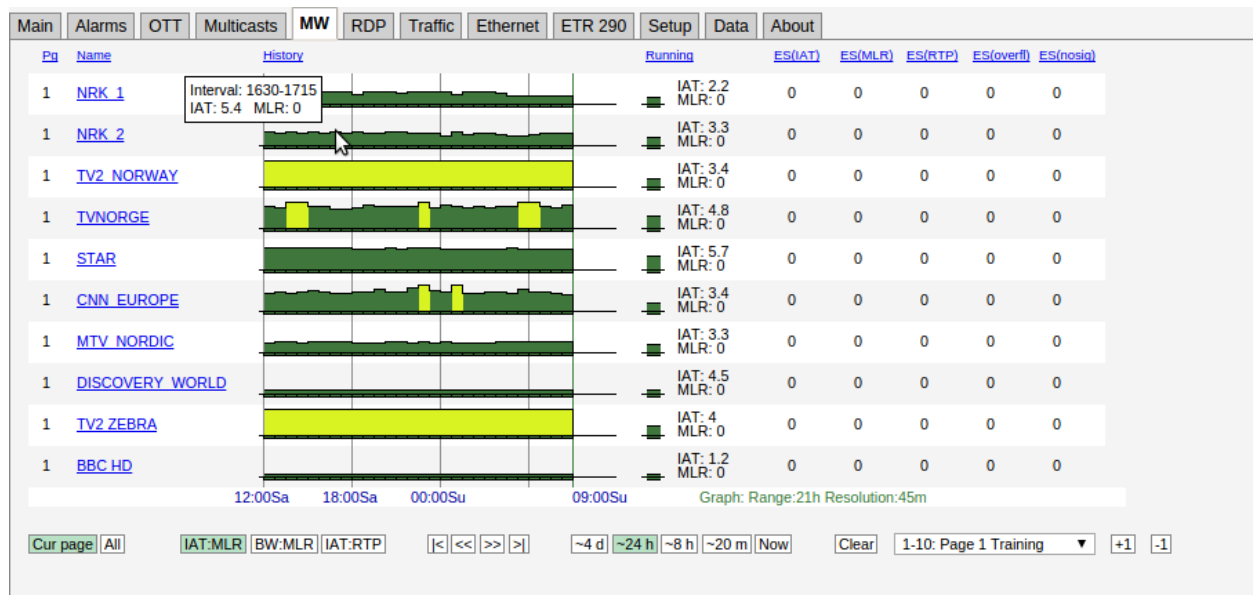 Main Alarms OTT Multicasts MW RDP Traffic Ethernet ETR 290 Setup Data About
Pg Name History Running ES(IAT) ES(MLR) ES(RTP) ES(overfl) ES(nosig)
Interval: 1630-1715
IAT: 5.4 MLR: 0
1 NRK_1 IAT: 2.2 0 0 0 0 0
MLR: 0
1 NRK_2 IAT: 3.3 0 0 0 0 0
MLR: 0
1 TV2_NORWAY IAT: 3.4 0 0 0 0 0
MLR: 0
1 TVNORGE IAT: 4.8 0 0 0 0 0
MLR: 0
1 STAR IAT: 5.7 0 0 0 0 0
MLR: 0
1 CNN_EUROPE IAT: 3.4 0 0 0 0 0
MLR: 0
1 MTV_NORDIC IAT: 3.3 0 0 0 0 0
MLR: 0
1 DISCOVERY_WORLD IAT: 4.5 0 0 0 0 0
MLR: 0
1 TV2 ZEBRA IAT: 4 0 0 0 0 0
MLR: 0
1 BBC HD IAT: 1.2 0 0 0 0 0
MLR: 0
12:00Sa 18:00Sa 00:00Su 09:00Su Graph: Range:21h Resolution:45m
Cur page All IAT:MLR BW:MLR IAT:RTP |< << >> >| ~4 d ~24 h ~8 h ~20 m Now Clear 1-10: Page 1 Training ▼ +1 -1